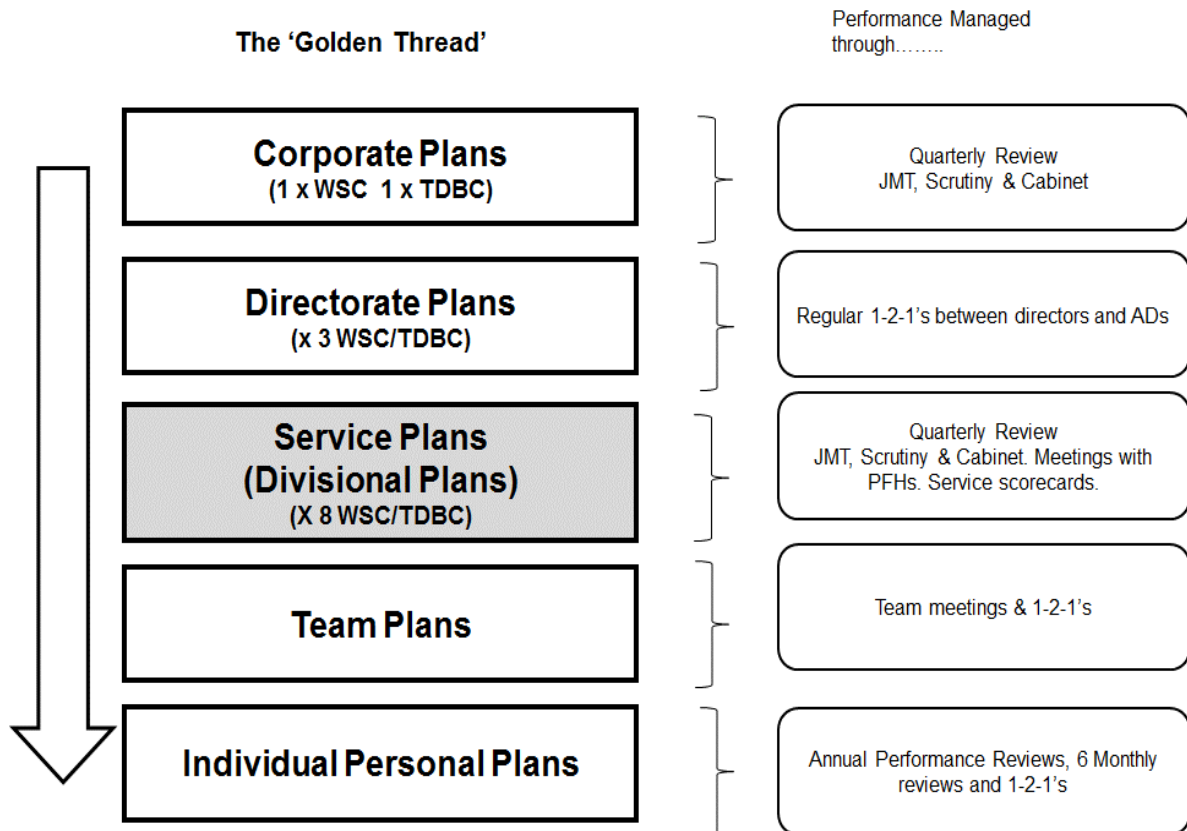 The ‘Golden Thread’
Performance Managed
through……..
Corporate Plans
(1 x WSC 1 x TDBC)
Quarterly Review
JMT, Scrutiny & Cabinet
Directorate Plans
(x 3 WSC/TDBC)
Regular 1-2-1’s between directors and ADs
Service Plans
(Divisional Plans)
(X 8 WSC/TDBC)
Quarterly Review
JMT, Scrutiny & Cabinet. Meetings with
PFHs. Service scorecards.
Team Plans
Team meetings & 1-2-1’s
Individual Personal Plans
Annual Performance Reviews, 6 Monthly
reviews and 1-2-1’s